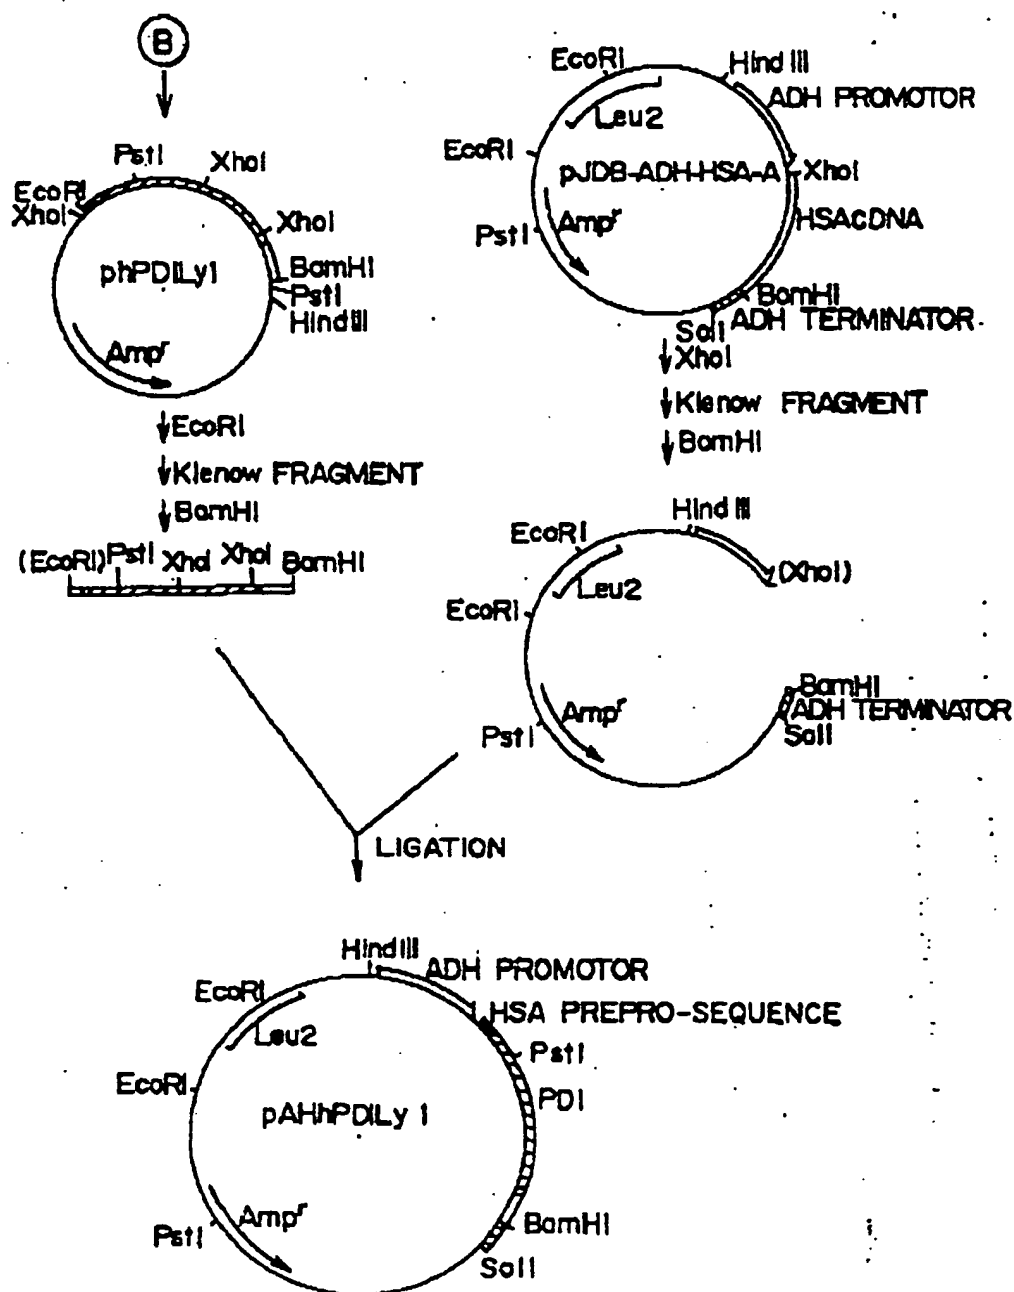 B
PstI
XhoI
EcoRI
XhoI
XhoI
phPDILy1
BamHI
PstI
HindIII
Ampr
EcoRI
Klenow FRAGMENT
BamHI
(EcoRI) PstI XhoI XhoI BamHI
EcoRI
HindIII
ADH PROMOTOR
Leu2
EcoRI
pJDB-ADH-HSA-A
XhoI
Ampr
PstI
HSAcDNA
BamHI
SalI
ADH TERMINATOR
XhoI
Klenow FRAGMENT
BamHI
HindIII
EcoRI
(XhoI)
Leu2
EcoRI
BamHI
ADH TERMINATOR
SalI
Ampr
PstI
LIGATION
HindIII
ADH PROMOTOR
EcoRI
HSA PREPRO-SEQUENCE
Leu2
PstI
EcoRI
PDI
pAHhPDILy 1
Ampr
PstI
BamHI
SalI